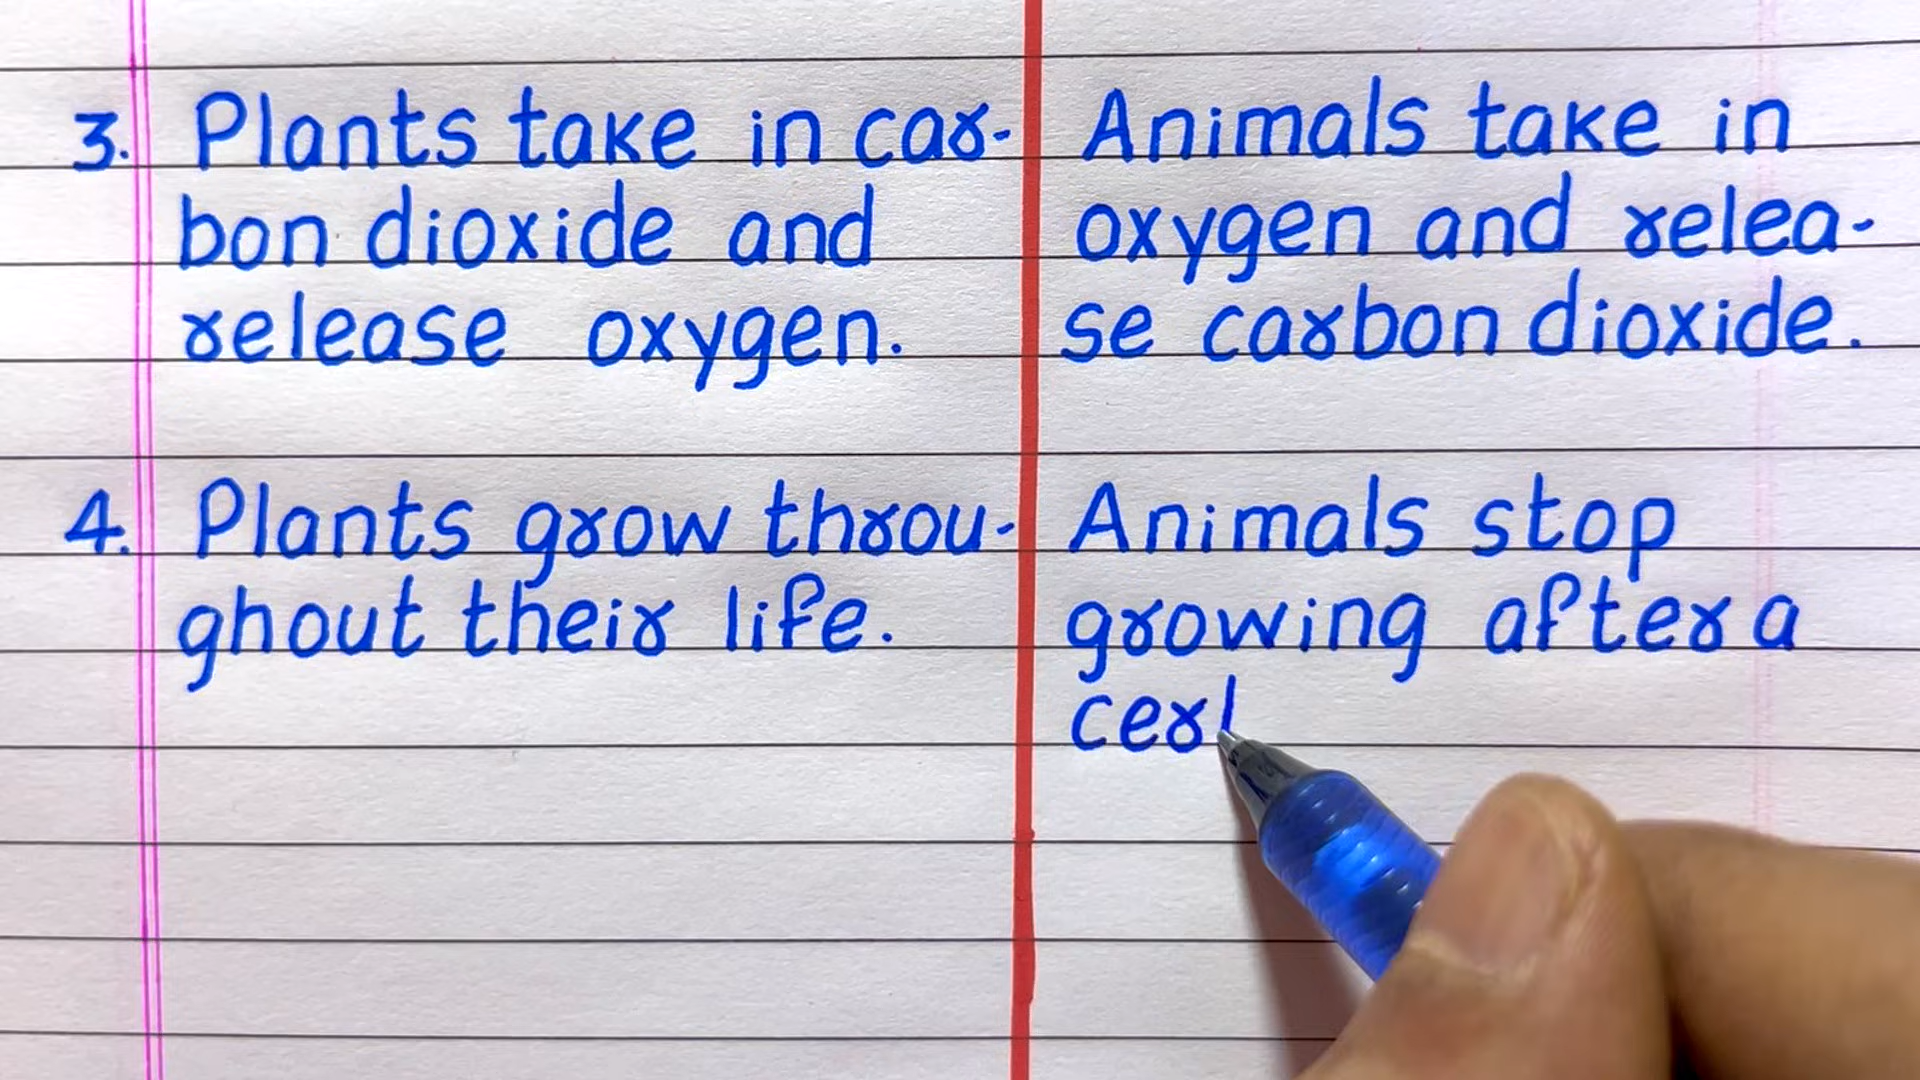 3. Plants take in car-
bon dioxide and
release oxygen.
Animals take in
oxygen and relea-
se carbon dioxide.
4. Plants grow throu-
ghout their life.
Animals stop
growing after a
cer